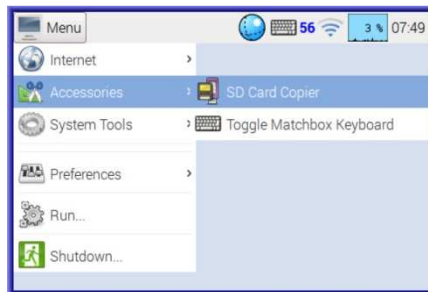 Menu 56 3 % 07:49
Internet
Accessories SD Card Copier
System Tools Toggle Matchbox Keyboard
Preferences
Run...
Shutdown...